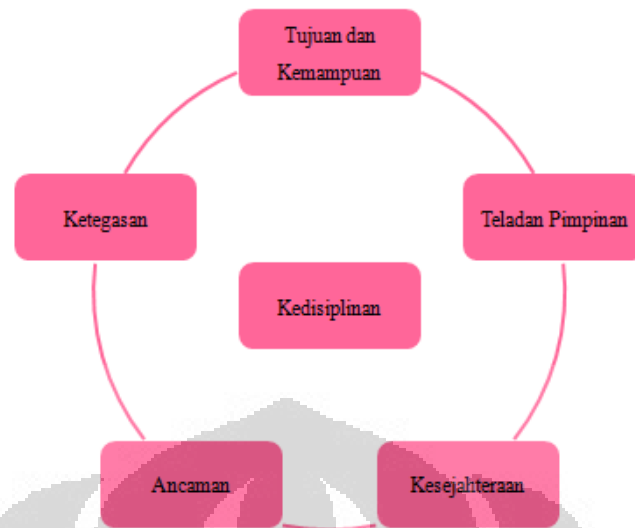 Tujuan dan
Kemampuan
Ketegasan
Teladan Pimpinan
Kedisiplinan
Ancaman
Kesejahteraan